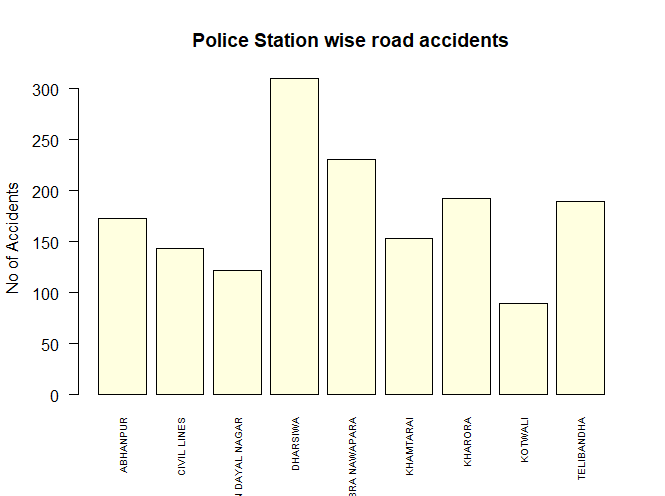 Police Station wise road accidents
No of Accidents
300
250
200
150
100
50
0
ABHANPUR
CIVIL LINES
N DAYAL NAGAR
DHARSIWA
BRA NAWAPARA
KHAMTARAI
KHARORA
KOTWALI
TELIBANDHA